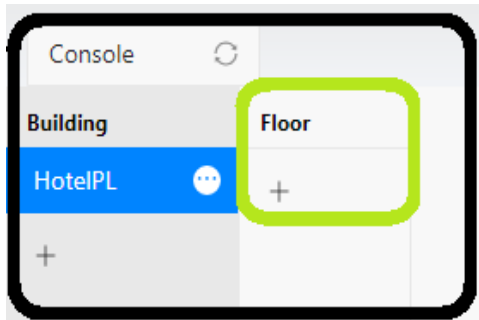 Console
Building
Floor
HotelPL
+
+